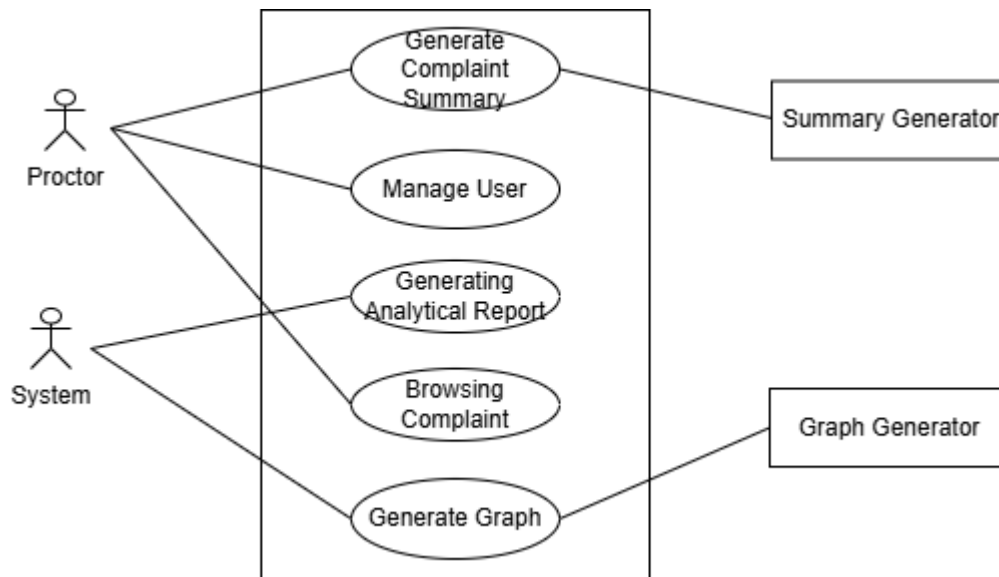 Generate
Complaint
Summary
Summary Generator
Proctor
Manage User
Generating
Analytical Report
System
Browsing
Complaint
Graph Generator
Generate Graph